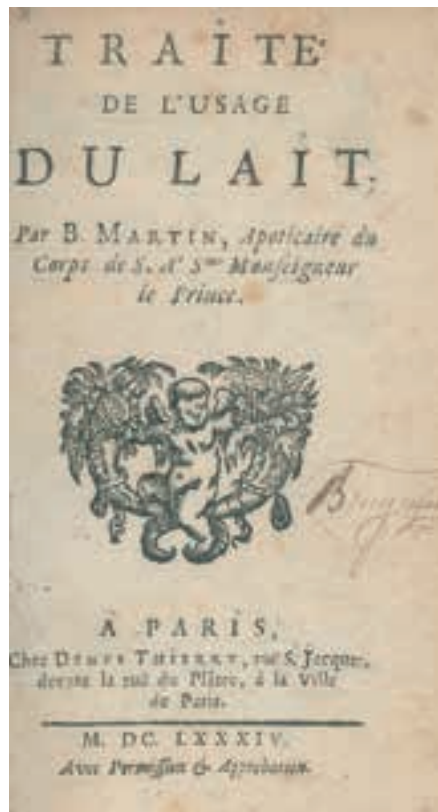 TRAITÉ
DE L'USAGE
DU LAIT.
Par B. MARTIN, Apoticaire du
Corps de S. A. Sme Monseigneur
le Prince.
A PARIS,
Chez DENYS THIERRY, ruë S. Jacques,
devant la ruë du Plâtre, à la Ville
de Paris.
M. DC. LXXXIV.
Avec Permission & Approbation.